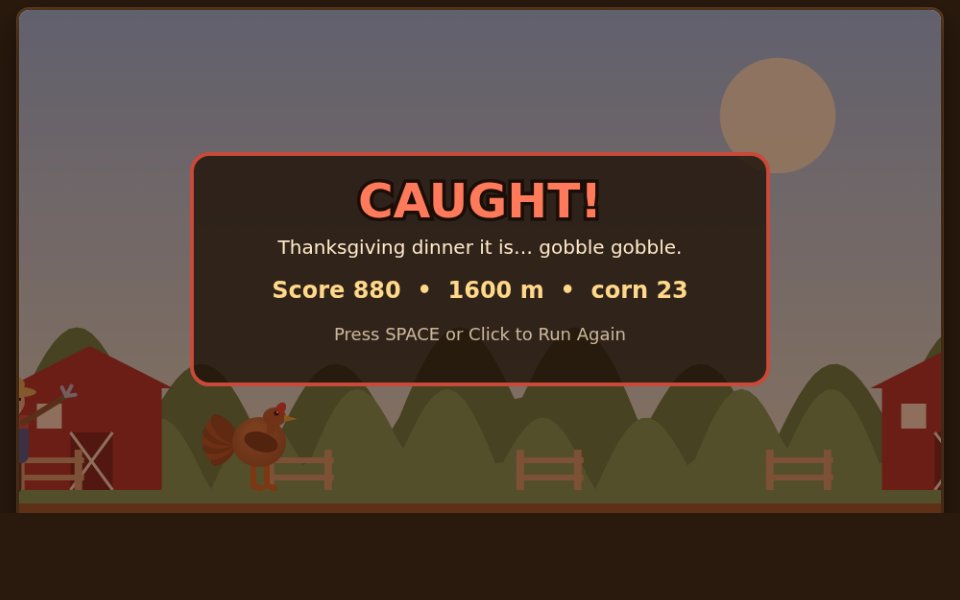 CAUGHT!
Thanksgiving dinner it is… gobble gobble.
Score 880 • 1600 m • corn 23
Press SPACE or Click to Run Again